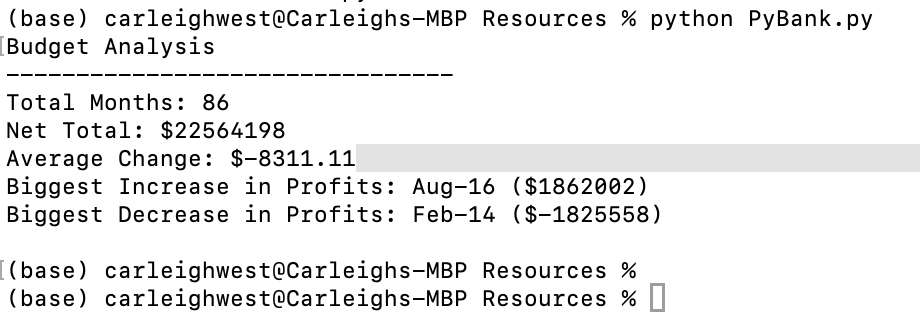 (base) carleighwest@Carleighs-MBP Resources % python PyBank.py
[Budget Analysis
--------------------------------
Total Months: 86
Net Total: $22564198
Average Change: $-8311.11
Biggest Increase in Profits: Aug-16 ($1862002)
Biggest Decrease in Profits: Feb-14 ($-1825558)
[(base) carleighwest@Carleighs-MBP Resources %
(base) carleighwest@Carleighs-MBP Resources %